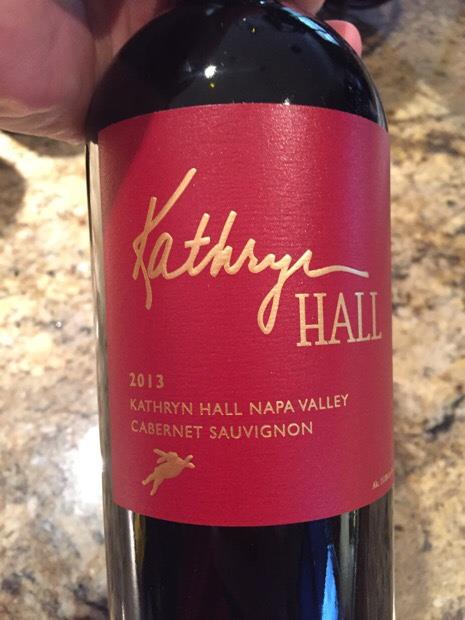 Kathryn
HALL
2013
KATHRYN HALL NAPA VALLEY
CABERNET SAUVIGNON